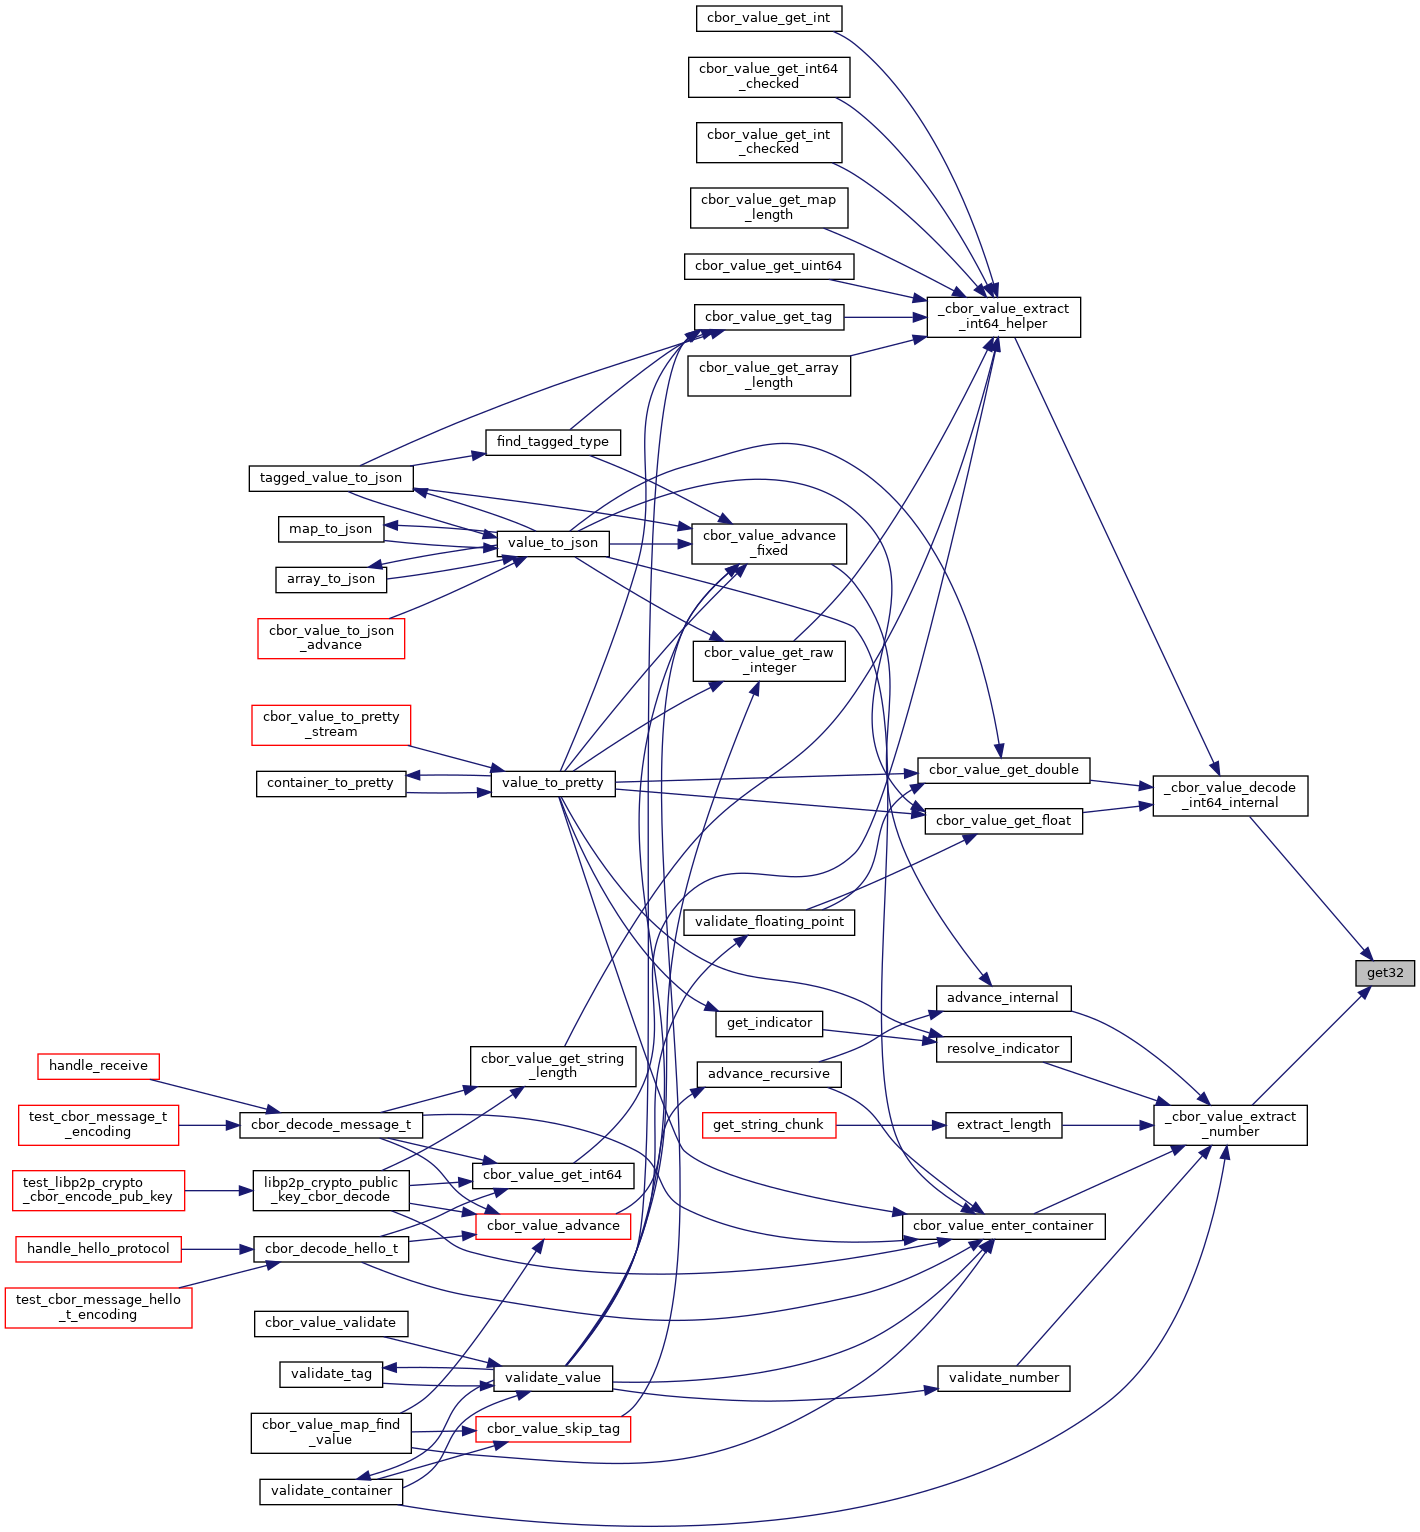 cbor_value_get_int
cbor_value_get_int64
_checked
cbor_value_get_int
_checked
cbor_value_get_map
_length
cbor_value_get_uint64
_cbor_value_extract
_int64_helper
cbor_value_get_tag
cbor_value_get_array
_length
find_tagged_type
tagged_value_to_json
map_to_json
value_to_json
cbor_value_advance
_fixed
array_to_json
cbor_value_to_json
_advance
cbor_value_get_raw
_integer
cbor_value_to_pretty
_stream
container_to_pretty
value_to_pretty
cbor_value_get_double
_cbor_value_decode
_int64_internal
cbor_value_get_float
validate_floating_point
get32
advance_internal
get_indicator
resolve_indicator
handle_receive
cbor_value_get_string
_length
advance_recursive
test_cbor_message_t
_encoding
cbor_decode_message_t
get_string_chunk
extract_length
_cbor_value_extract
_number
test_libp2p_crypto
_cbor_encode_pub_key
libp2p_crypto_public
_key_cbor_decode
cbor_value_get_int64
cbor_value_advance
cbor_value_enter_container
handle_hello_protocol
cbor_decode_hello_t
test_cbor_message_hello
_t_encoding
cbor_value_validate
validate_tag
validate_value
validate_number
cbor_value_map_find
_value
cbor_value_skip_tag
validate_container